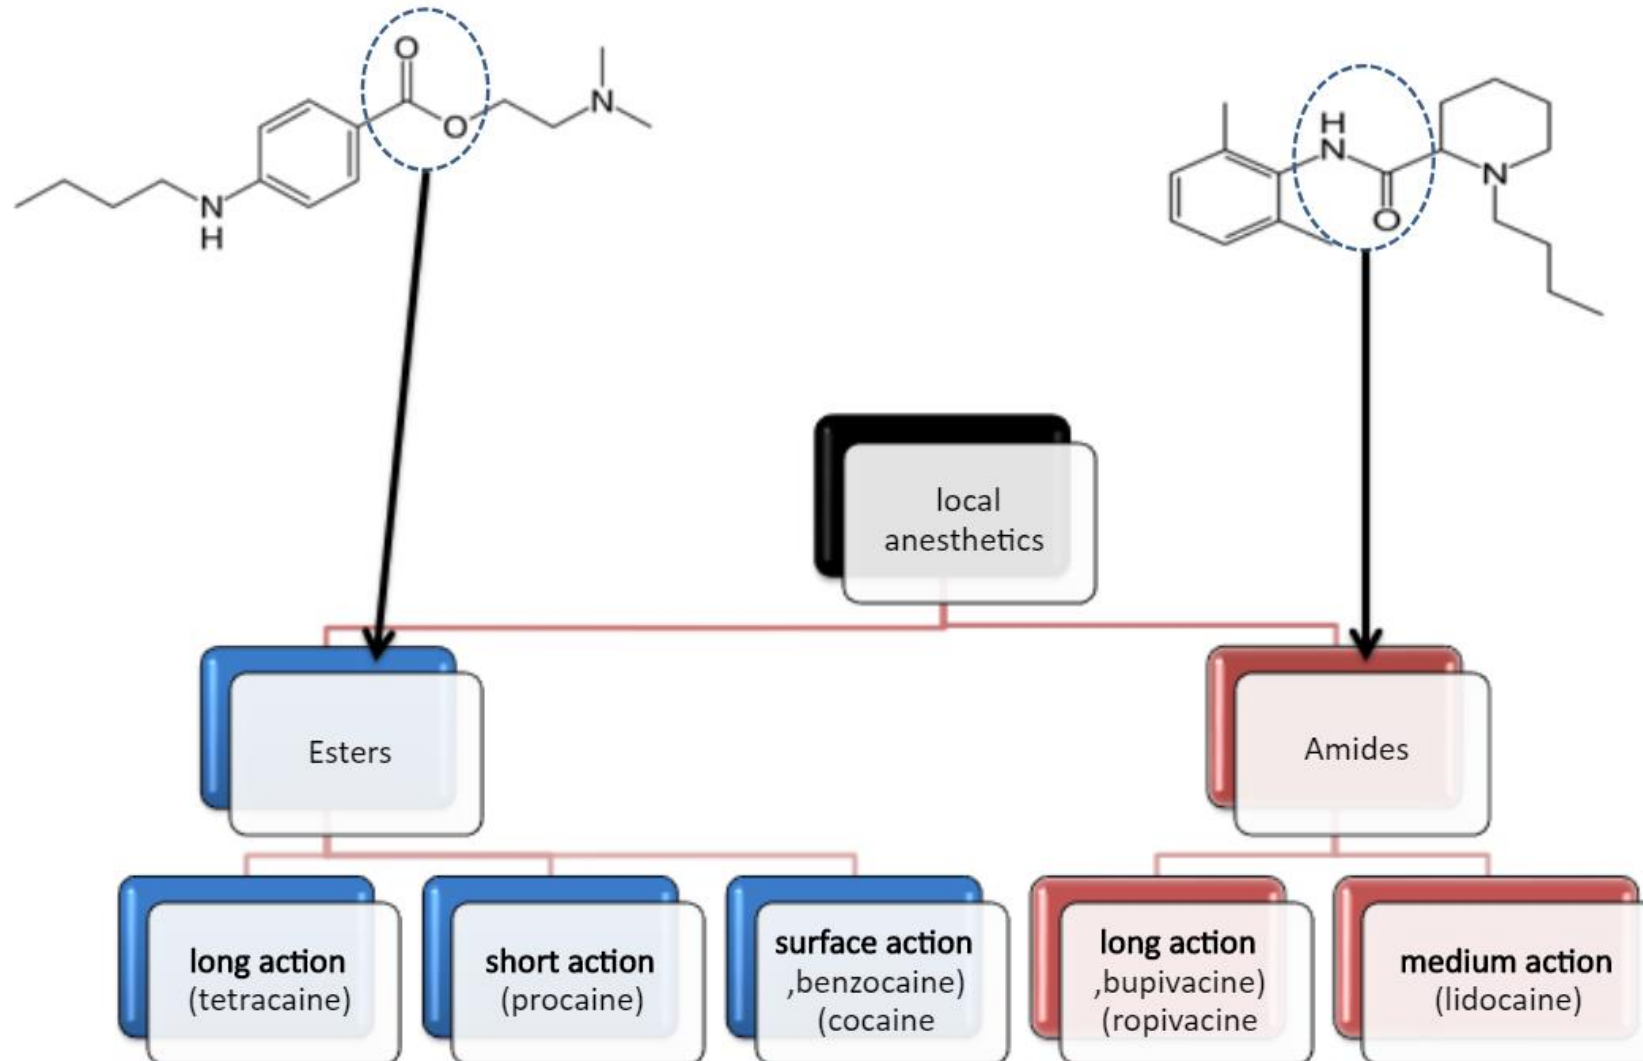 O
O
N
N
H
H
N
N
O
local
anesthetics
Esters
Amides
long action
(tetracaine)
short action
(procaine)
surface action
,benzocaine)
(cocaine
long action
,bupivacine)
(ropivacine
medium action
(lidocaine)